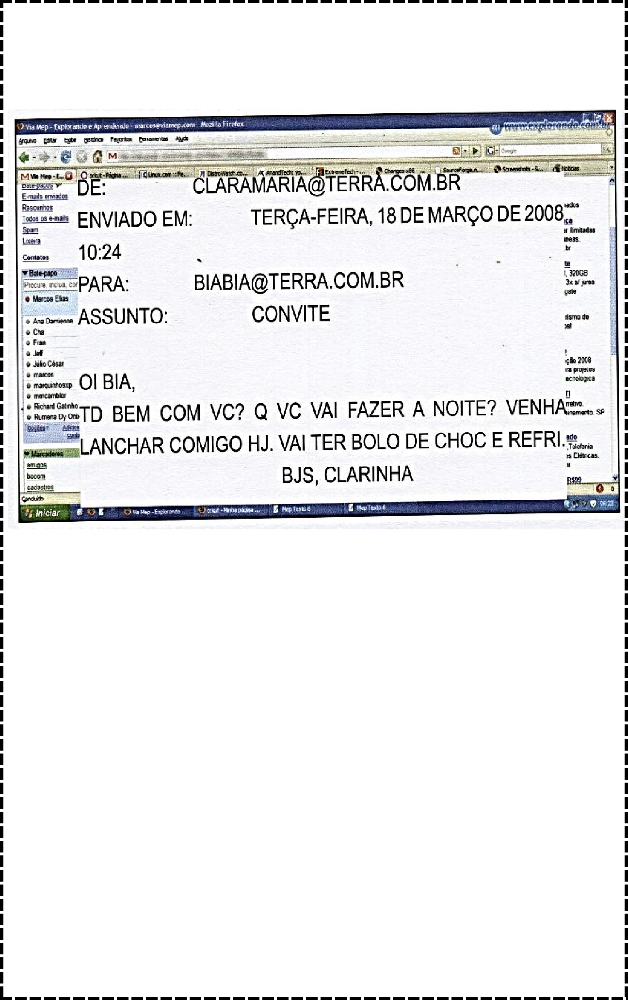 Via Mep - Explorando e Aprendendo - marcos@viamep.com - Mozilla Firefox
www.explorando.com.br
Arquivo Editar Exibir Histórico Favoritos Ferramentas Ajuda
Google
Via Mep - E... orkut - Página ... Linux.com :: Fe... DistroWatch.co... AnandTech: yo... ExtremeTech - ... Changes-x86 - ... SourceForge.n... Screenshots - S... Notícias
Bate-papos
E-mails enviados
Rascunhos
Todos os e-mails
Spam
Lixeira
Contatos
Bate-papo
Procure, inclua, con
Marcos Elias
Ana Damienne
Cha
Fran
Jeff
Júlio César
marcos
marquinhosxp
mmcamblor
Richard Gatinho
Opções Adicion
conta
Marcadores
amigos
booom
cadastros
Concluído
DE: CLARAMARIA@TERRA.COM.BR
ENVIADO EM: TERÇA-FEIRA, 18 DE MARÇO DE 2008
10:24
PARA: BIABIA@TERRA.COM.BR
ASSUNTO: CONVITE
OI BIA,
TD BEM COM VC? Q VC VAI FAZER A NOITE? VENHA
LANCHAR COMIGO HJ. VAI TER BOLO DE CHOC E REFRI.
BJS, CLARINHA
r ilimitadas
neas.
br
te
, 320GB
3x s/ juros
gate
rismo do
os!
ção 2008
ra projetos
ecnologica
inamento. SP
ado
,Telefonia
s Elétricas.
R$99
0
Iniciar
Via Mep - Explorando ... orkut - Minha página ... Mep Texto 6 Mep Texto 6